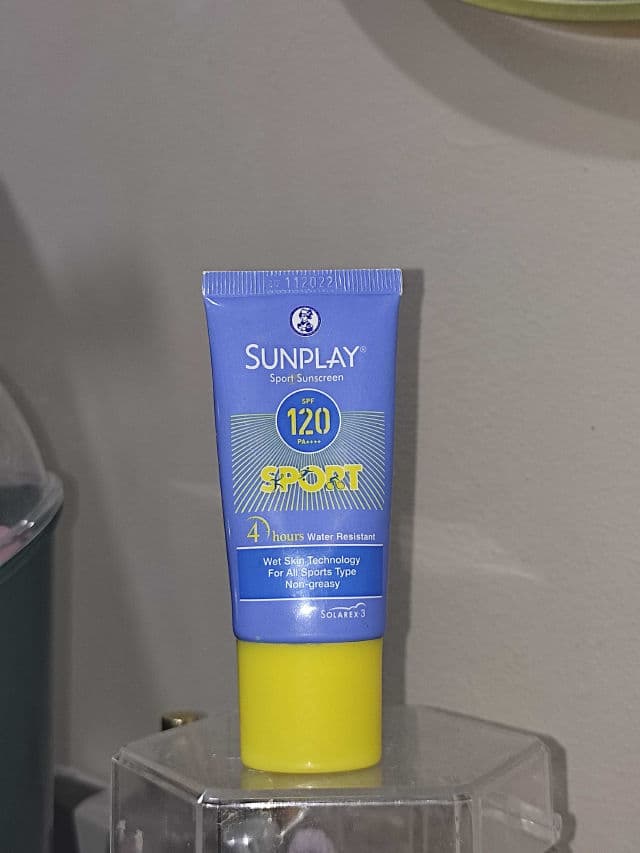 112022
SUNPLAY®
Sport Sunscreen
SPF
120
PA++++
SPORT
4 hours Water Resistant
Wet Skin Technology
For All Sports Type
Non-greasy
SOLAREX-3